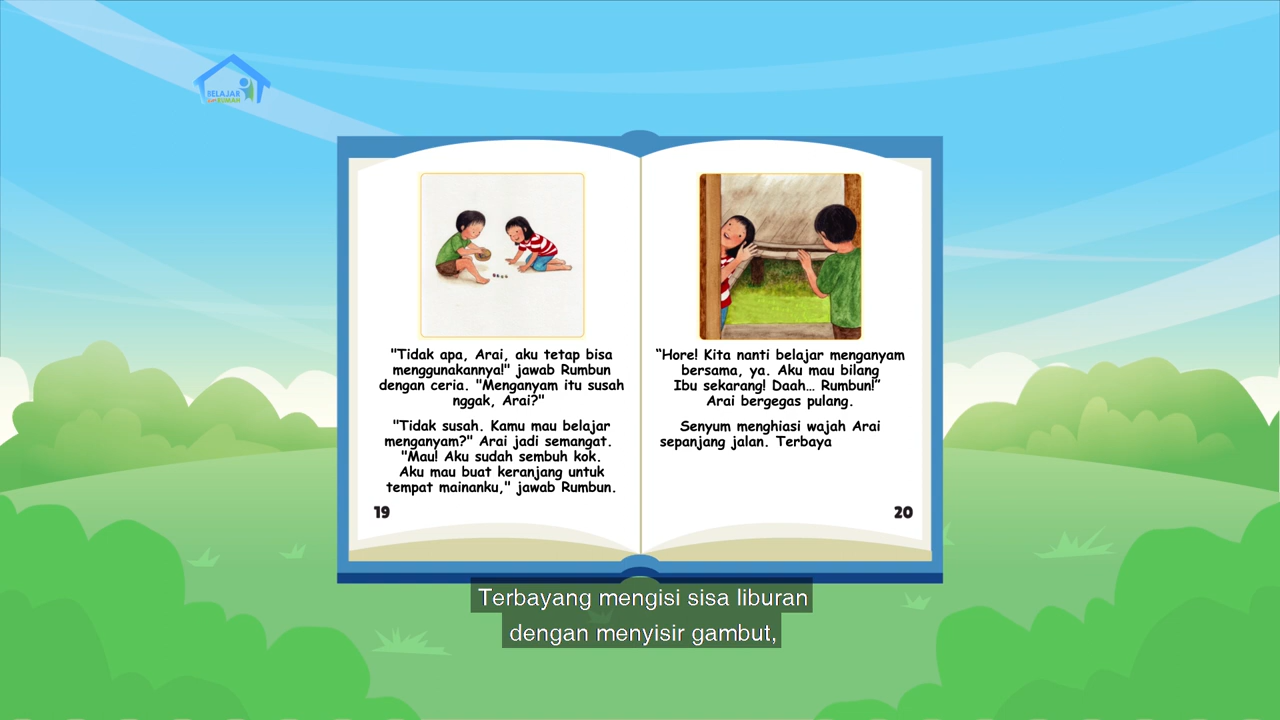 BELAJAR
dari RUMAH
"Tidak apa, Arai, aku tetap bisa
menggunakannya!" jawab Rumbun
dengan ceria. "Menganyam itu susah
nggak, Arai?"
"Tidak susah. Kamu mau belajar
menganyam?" Arai jadi semangat.
"Mau! Aku sudah sembuh kok.
Aku mau buat keranjang untuk
tempat mainanku," jawab Rumbun.
19
“Hore! Kita nanti belajar menganyam
bersama, ya. Aku mau bilang
Ibu sekarang! Daah... Rumbun!”
Arai bergegas pulang.
Senyum menghiasi wajah Arai
sepanjang jalan. Terbaya
20
Terbayang mengisi sisa liburan
dengan menyisir gambut,